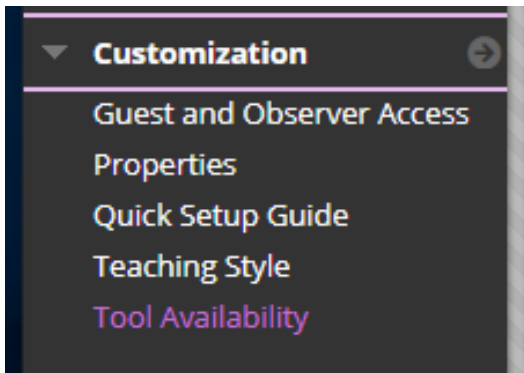 Customization
Guest and Observer Access
Properties
Quick Setup Guide
Teaching Style
Tool Availability